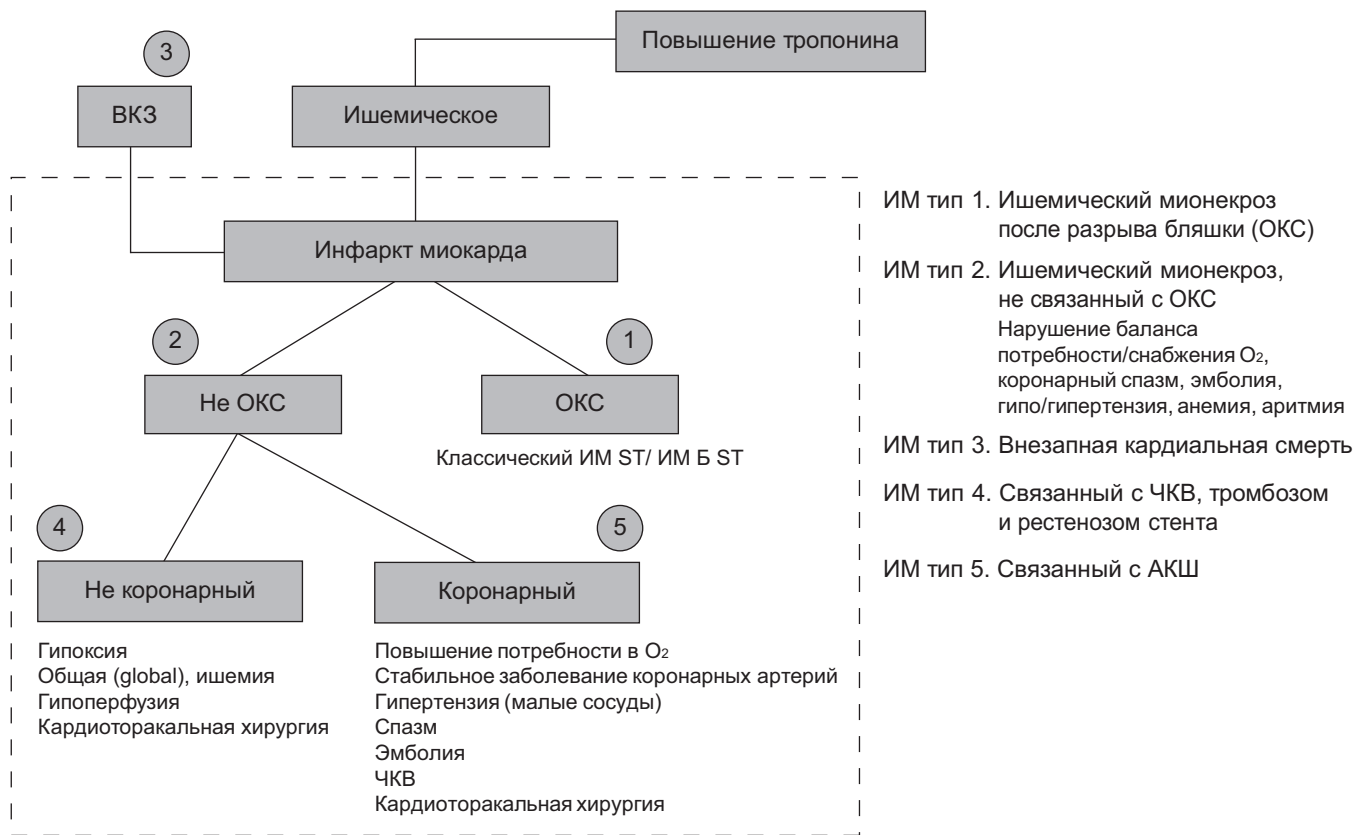 Повышение тропонина
3
ВКЗ
Ишемическое
Инфаркт миокарда
2
1
Не ОКС
ОКС
Классический ИМ ST/ ИМ Б ST
4
5
Не коронарный
Коронарный
Гипоксия
Общая (global), ишемия
Гипоперфузия
Кардиоторакальная хирургия
Повышение потребности в O₂
Стабильное заболевание коронарных артерий
Гипертензия (малые сосуды)
Спазм
Эмболия
ЧКВ
Кардиоторакальная хирургия
ИМ тип 1. Ишемический мионекроз
после разрыва бляшки (ОКС)
ИМ тип 2. Ишемический мионекроз,
не связанный с ОКС
Нарушение баланса
потребности/снабжения O₂,
коронарный спазм, эмболия,
гипо/гипертензия, анемия, аритмия
ИМ тип 3. Внезапная кардиальная смерть
ИМ тип 4. Связанный с ЧКВ, тромбозом
и рестенозом стента
ИМ тип 5. Связанный с АКШ